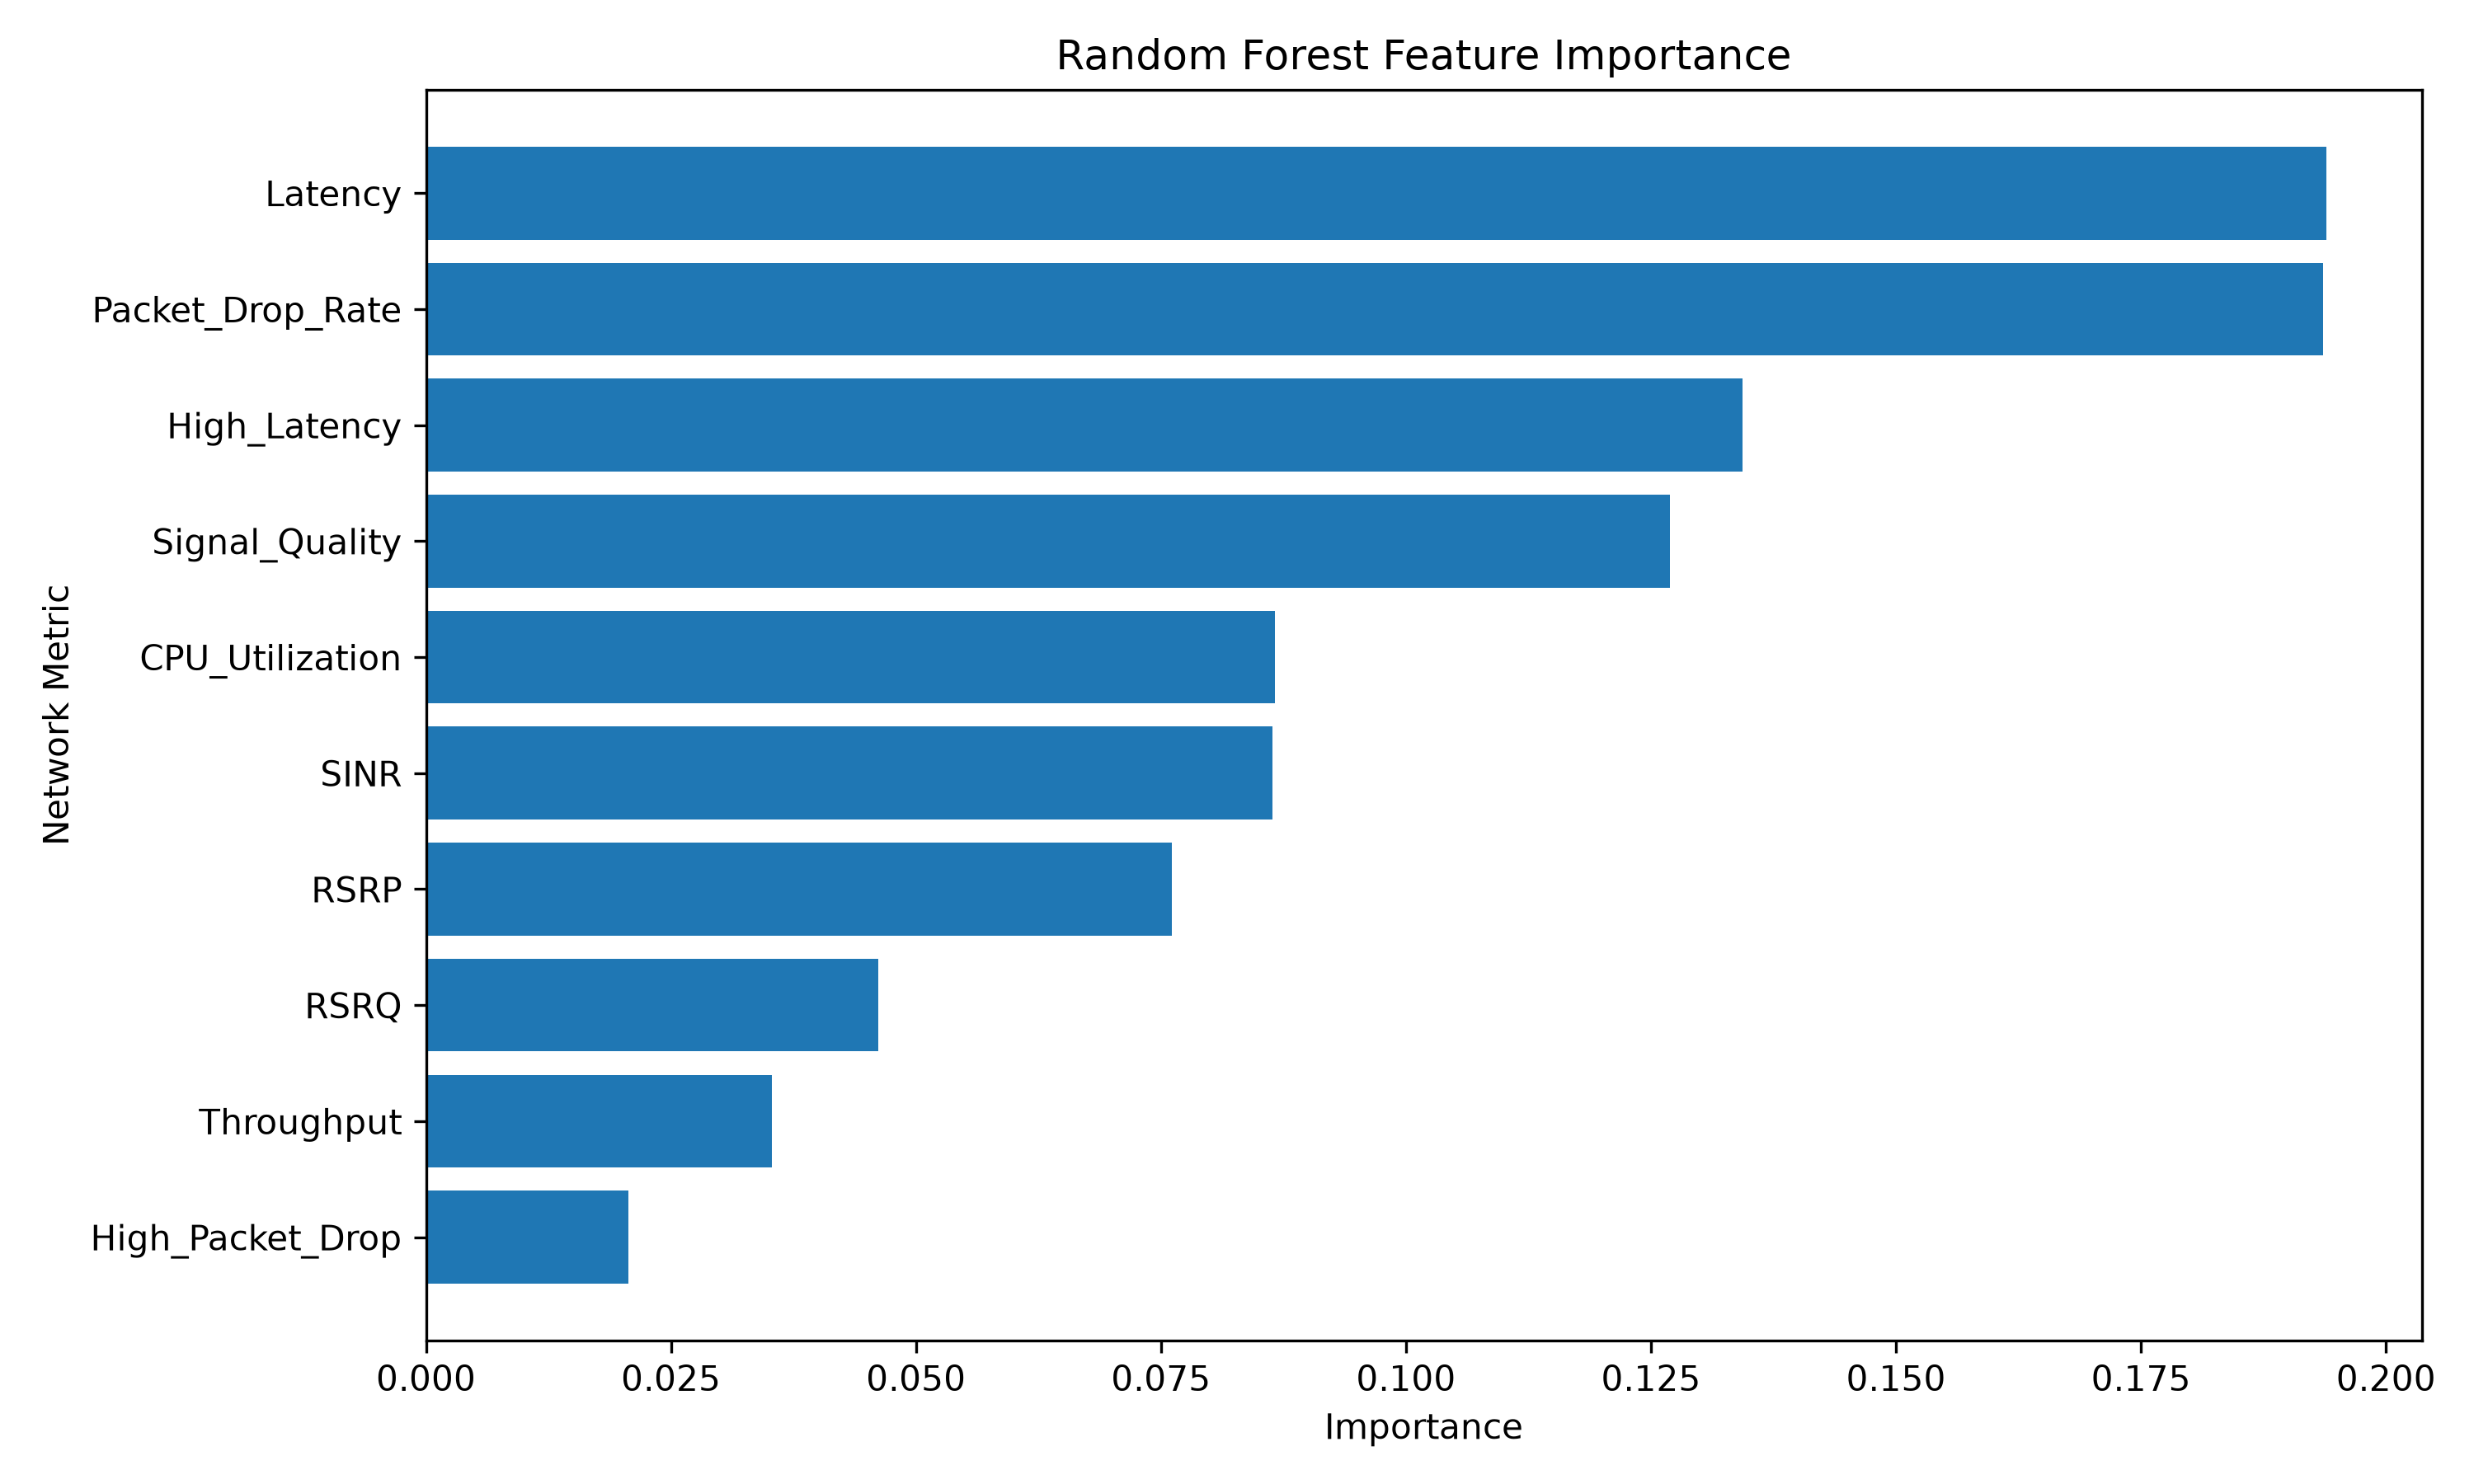 Random Forest Feature Importance
Network Metric
Latency
Packet_Drop_Rate
High_Latency
Signal_Quality
CPU_Utilization
SINR
RSRP
RSRQ
Throughput
High_Packet_Drop
0.000 0.025 0.050 0.075 0.100 0.125 0.150 0.175 0.200
Importance